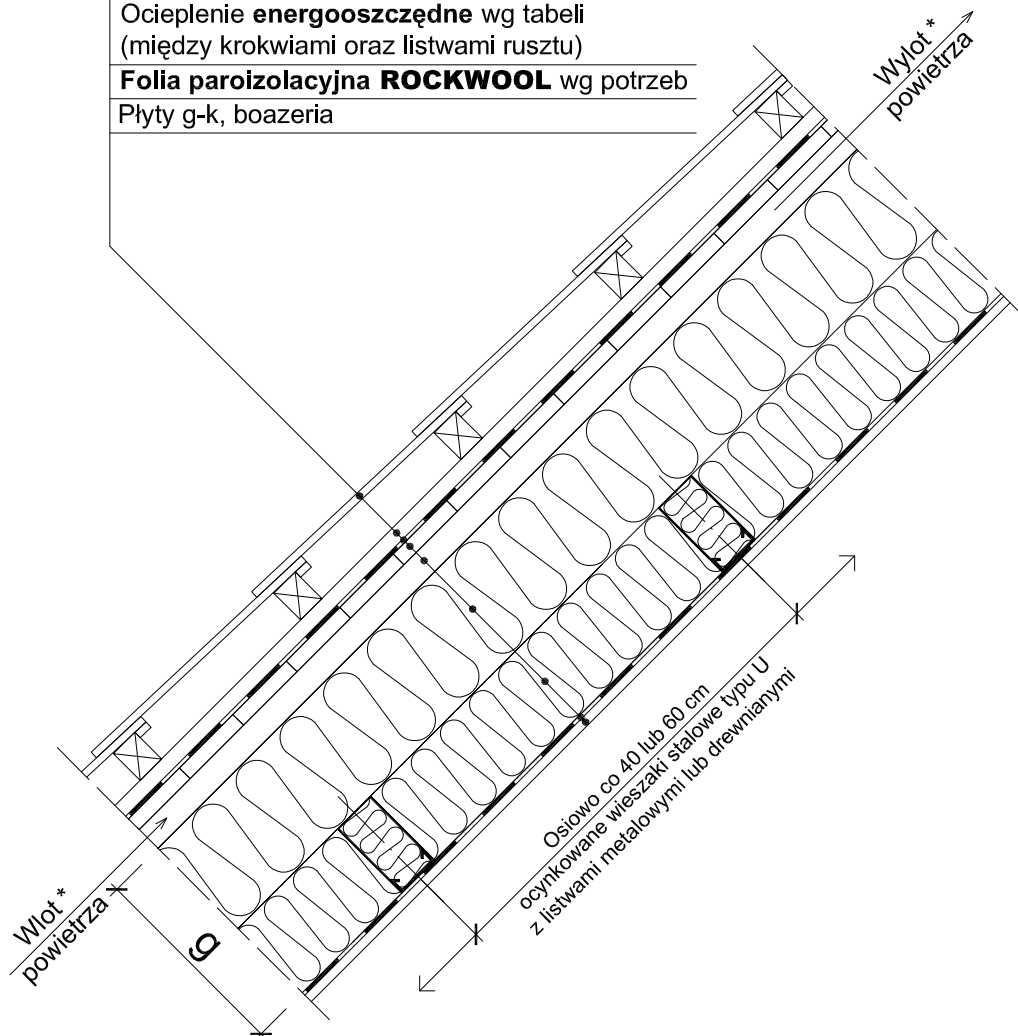 Ocieplenie energooszczędne wg tabeli
(między krokwiami oraz listwami rusztu)
Folia paroizolacyjna ROCKWOOL wg potrzeb
Płyty g-k, boazeria
Wylot *
powietrza
Osiowo co 40 lub 60 cm
ocynkowane wieszaki stalowe typu U
z listwami metalowymi lub drewnianymi
Wlot *
powietrza
g